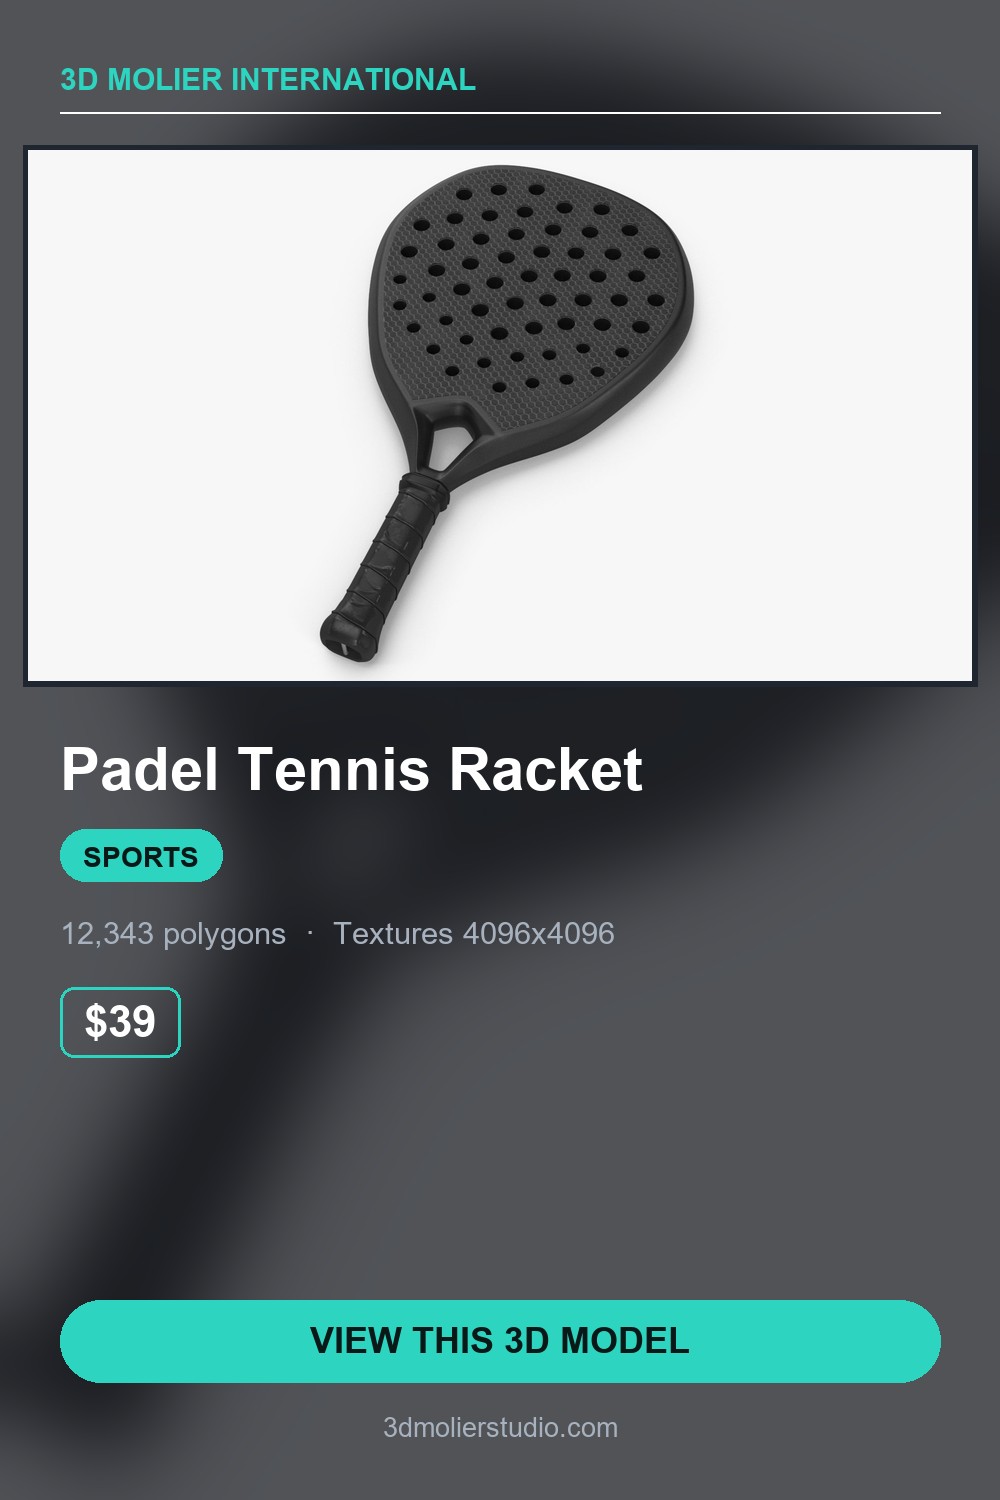 3D MOLIER INTERNATIONAL
Padel Tennis Racket
SPORTS
12,343 polygons · Textures 4096x4096
$39
VIEW THIS 3D MODEL
3dmolierstudio.com